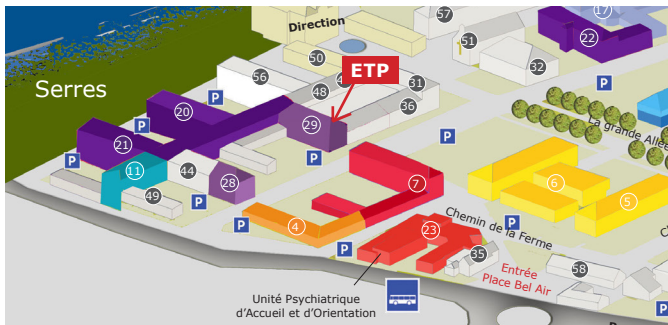 17
57
Direction
51
22
50
ETP
32
56
31
48
Serres
36
20
29
La grande Allée
21
11
44
28
7
6
49
5
Chemin de la Ferme
4
23
35
Entrée
Place Bel Air
58
Unité Psychiatrique
d'Accueil et d'Orientation
P
P
P
P
P
P
P
P
P
P
P